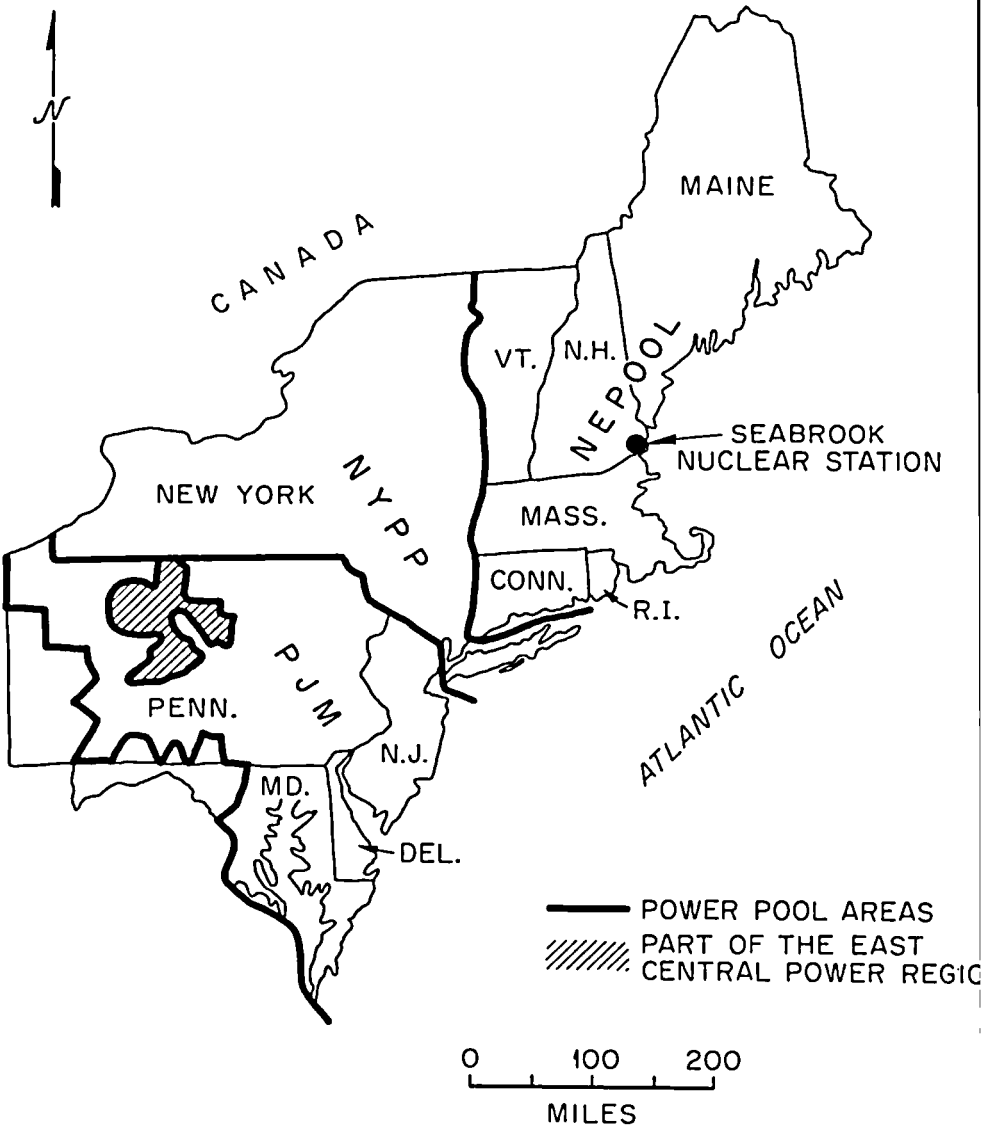 N
MAINE
CANADA
VT.
N.H.
NEPOOL
SEABROOK
NUCLEAR STATION
NEW YORK
NYPP
MASS.
CONN.
R.I.
PJM
PENN.
ATLANTIC OCEAN
N.J.
MD.
DEL.
POWER POOL AREAS
PART OF THE EAST
CENTRAL POWER REGIO
0 100 200
MILES